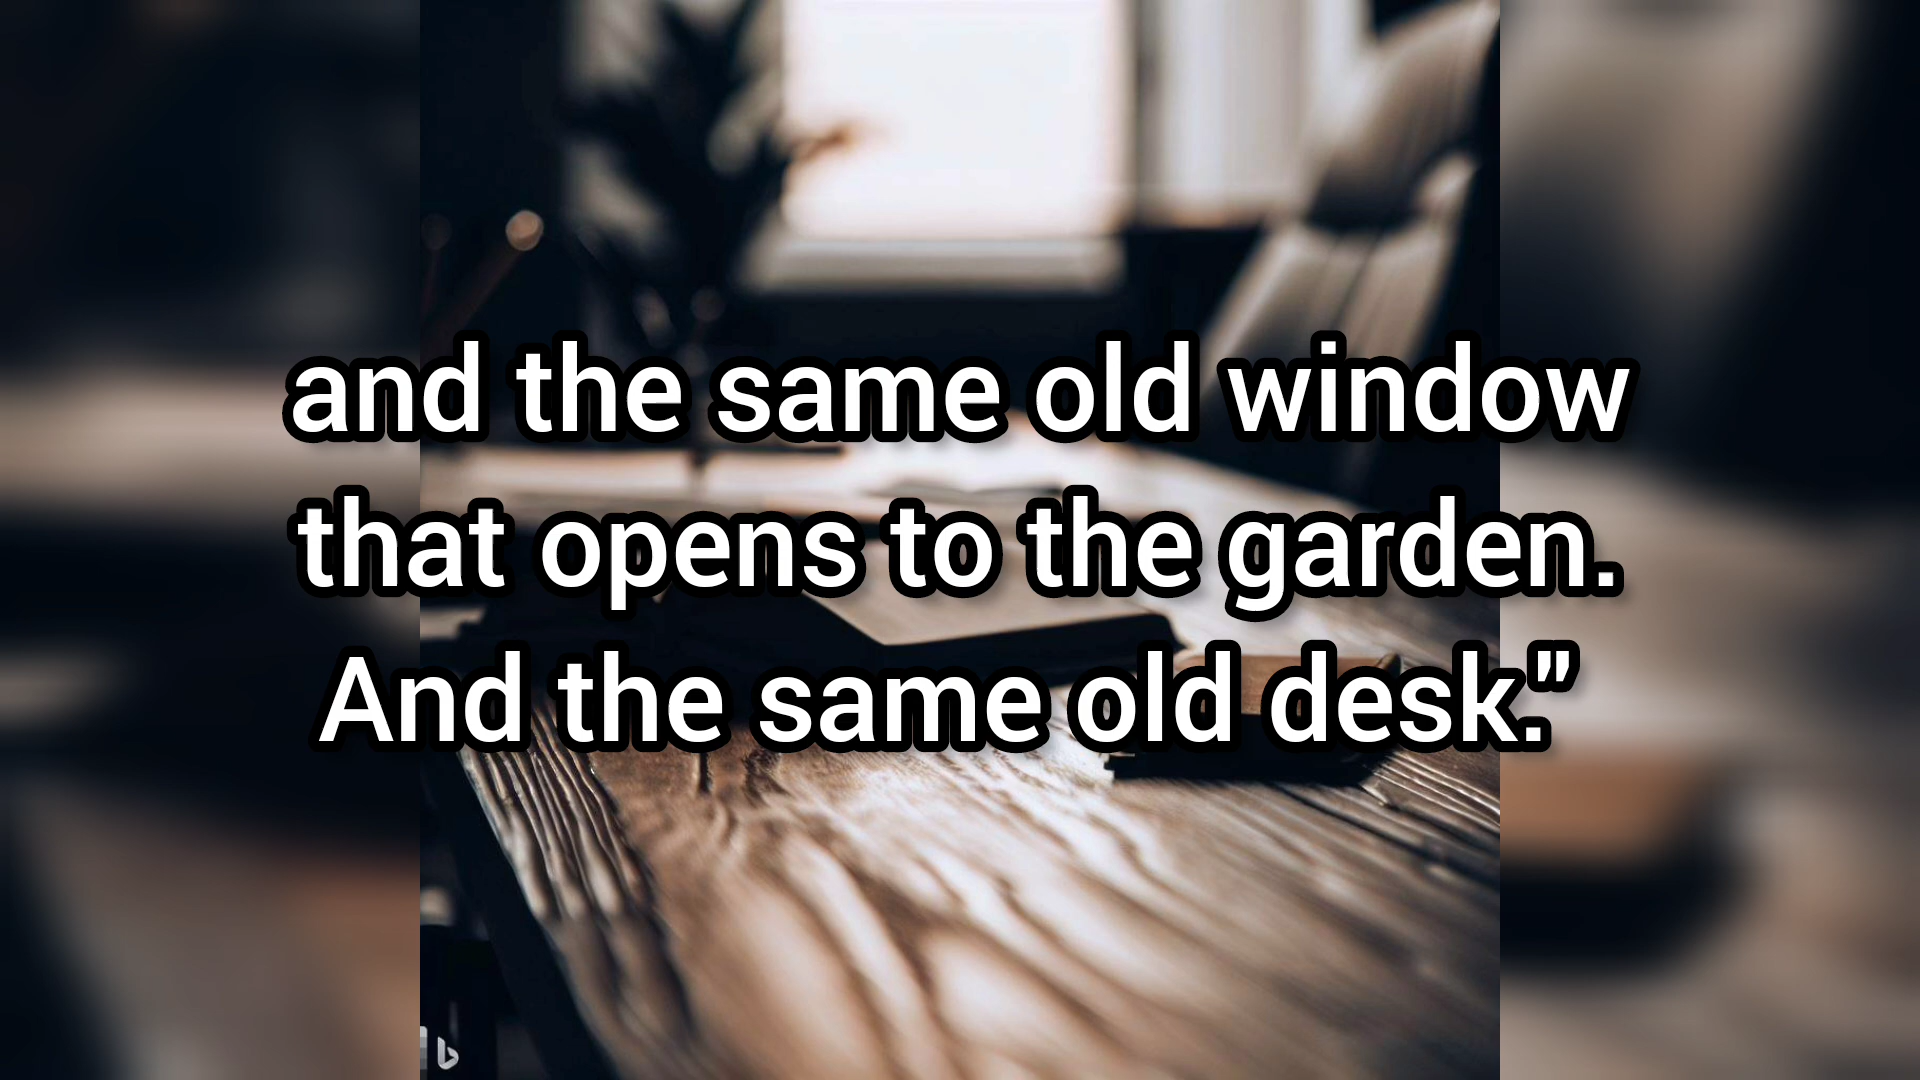 and the same old window
that opens to the garden.
And the same old desk.”
b